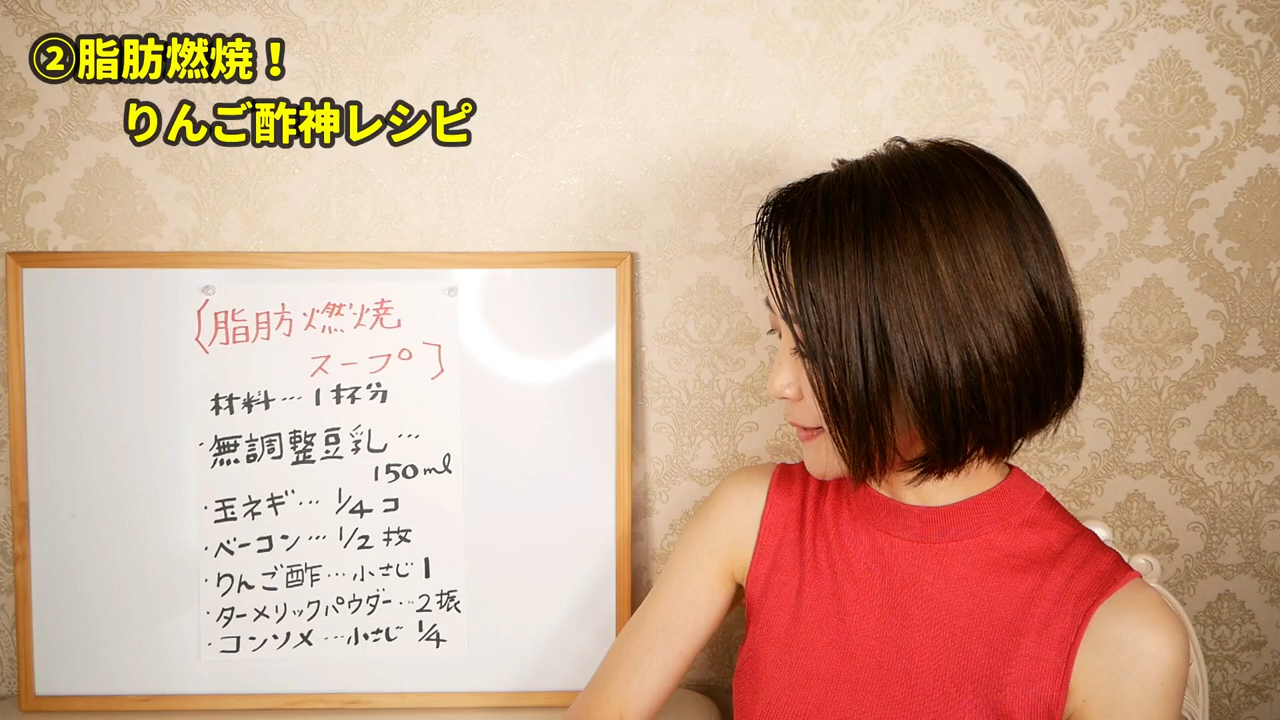 ②脂肪燃焼！
りんご酢神レシピ
〔脂肪燃焼
スープ〕
材料…1杯分
・無調整豆乳…
150ml
・玉ネギ…1/4コ
・ベーコン…1/2枚
・りんご酢…小さじ1
・ターメリックパウダー…2振
・コンソメ…小さじ1/4